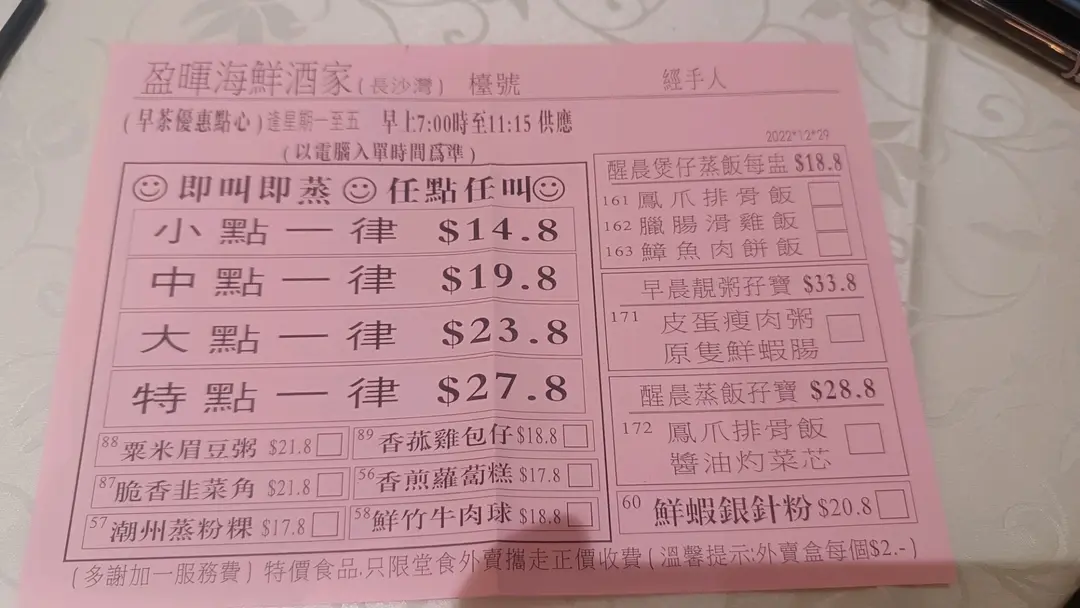 盈暉海鮮酒家(長沙灣) 檯號 經手人
(早茶優惠點心)逢星期一至五 早上7:00時至11:15 供應
(以電腦入單時間爲準)
2022*12*29
即叫即蒸 任點任叫
小點一律 $14.8
中點一律 $19.8
大點一律 $23.8
特點一律 $27.8
88 粟米眉豆粥 $21.8
89 香菰雞包仔 $18.8
87 脆香韭菜角 $21.8
56 香煎蘿蔔糕 $17.8
57 潮州蒸粉粿 $17.8
58 鮮竹牛肉球 $18.8
醒晨煲仔蒸飯每盅 $18.8
161 鳳爪排骨飯
162 臘腸滑雞飯
163 鱆魚肉餅飯
早晨靚粥孖寶 $33.8
171 皮蛋瘦肉粥
原隻鮮蝦腸
醒晨蒸飯孖寶 $28.8
172 鳳爪排骨飯
醬油灼菜芯
60 鮮蝦銀針粉 $20.8
(多謝加一服務費) 特價食品,只限堂食外賣攜走正價收費(溫馨提示:外賣盒每個$2.-)